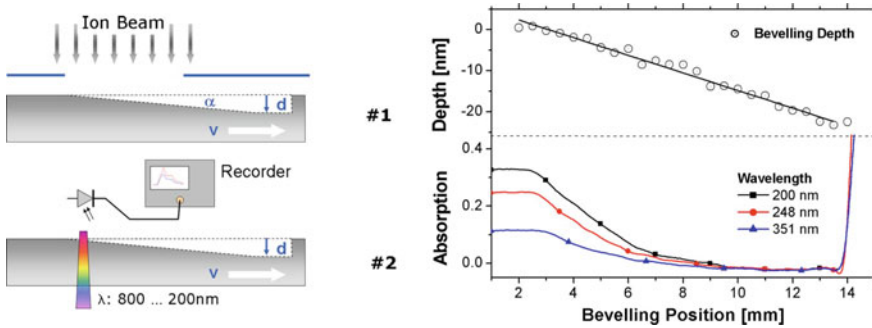 Ion Beam
α
d
v
#1
Recorder
d
v
#2
λ: 800 ... 200nm
Depth [nm]
0
-10
-20
Bevelling Depth
Absorption
0.4
0.2
0.0
Wavelength
200 nm
248 nm
351 nm
2 4 6 8 10 12 14
Bevelling Position [mm]